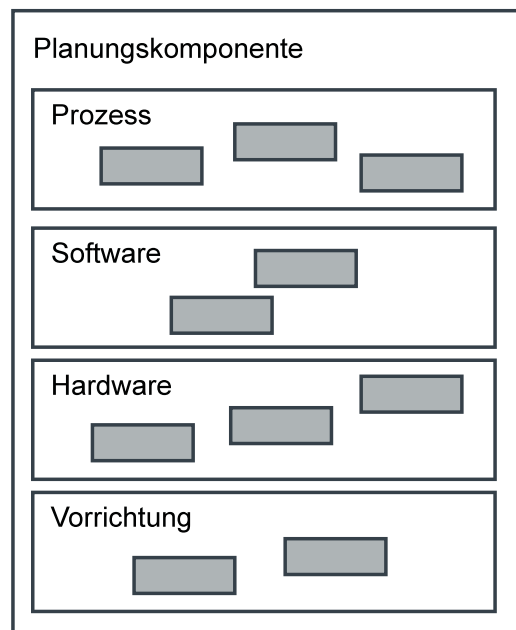 Planungskomponente
Prozess
Software
Hardware
Vorrichtung